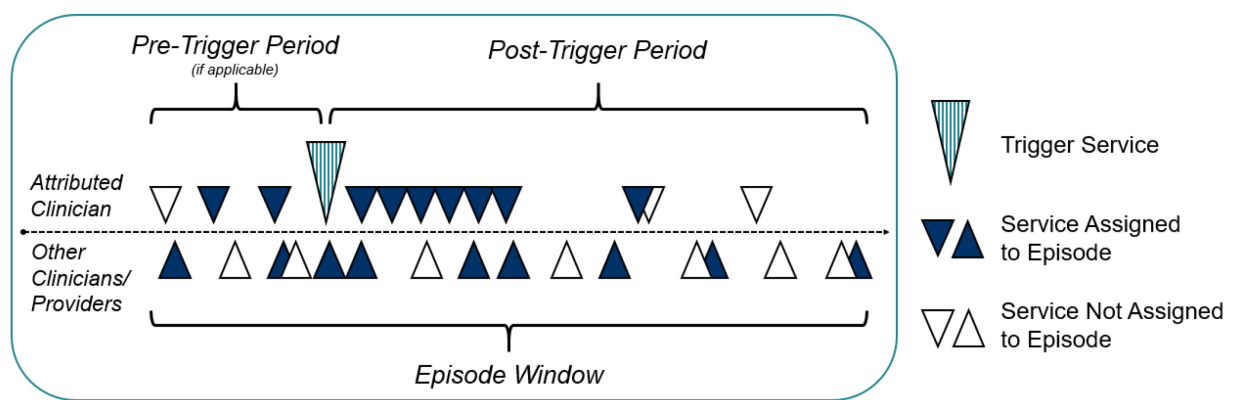 Pre-Trigger Period
(if applicable)
Post-Trigger Period
Attributed
Clinician
Other
Clinicians/
Providers
Episode Window
Trigger Service
Service Assigned
to Episode
Service Not Assigned
to Episode